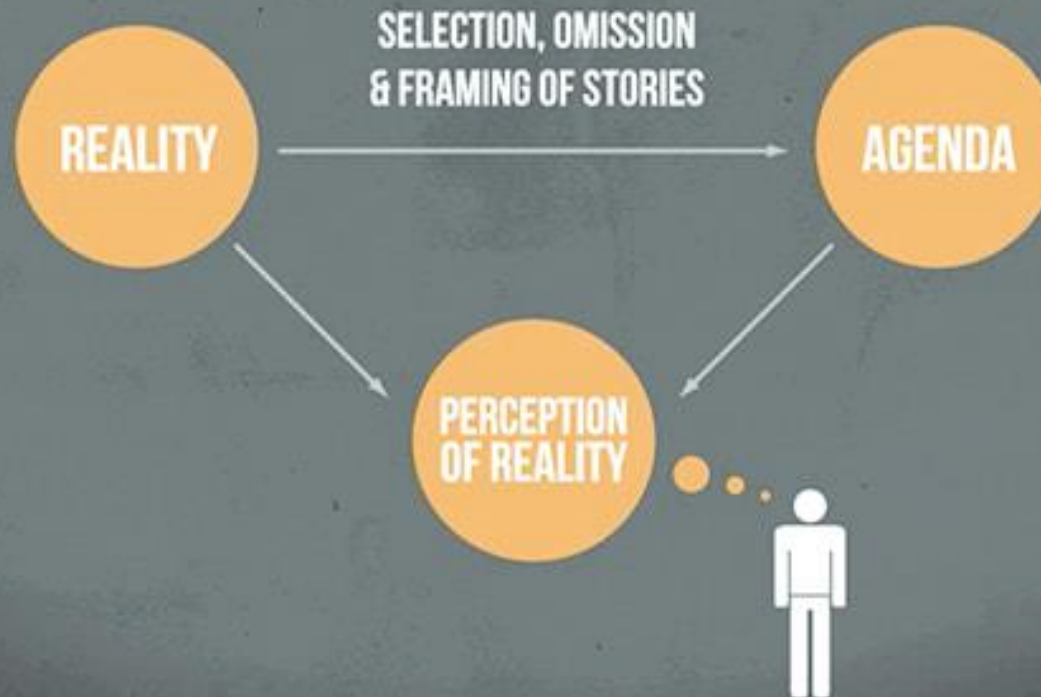 SELECTION, OMISSION
& FRAMING OF STORIES
REALITY
AGENDA
PERCEPTION
OF REALITY